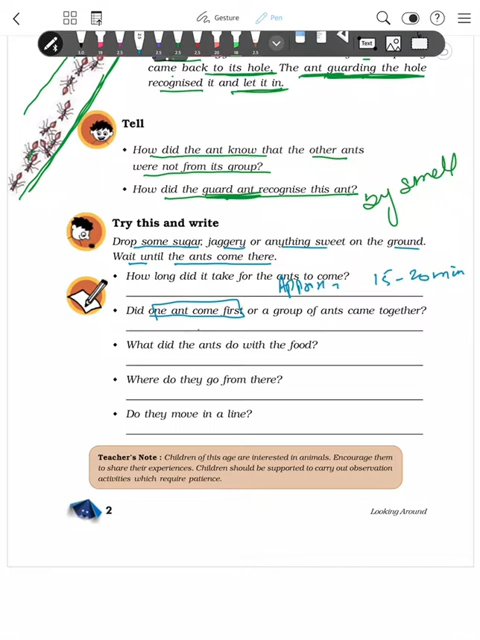 Gesture
Pen
Text
came back to its hole. The ant guarding the hole
recognised it and let it in.
Tell
• How did the ant know that the other ants
were not from its group?
• How did the guard ant recognise this ant?
by smell
Try this and write
Drop some sugar, jaggery or anything sweet on the ground.
Wait until the ants come there.
• How long did it take for the ants to come?
Approx. 15-20 min
• Did one ant come first or a group of ants came together?
• What did the ants do with the food?
• Where do they go from there?
• Do they move in a line?
Teacher's Note : Children of this age are interested in animals. Encourage them
to share their experiences. Children should be supported to carry out observation
activities which require patience.
2
Looking Around